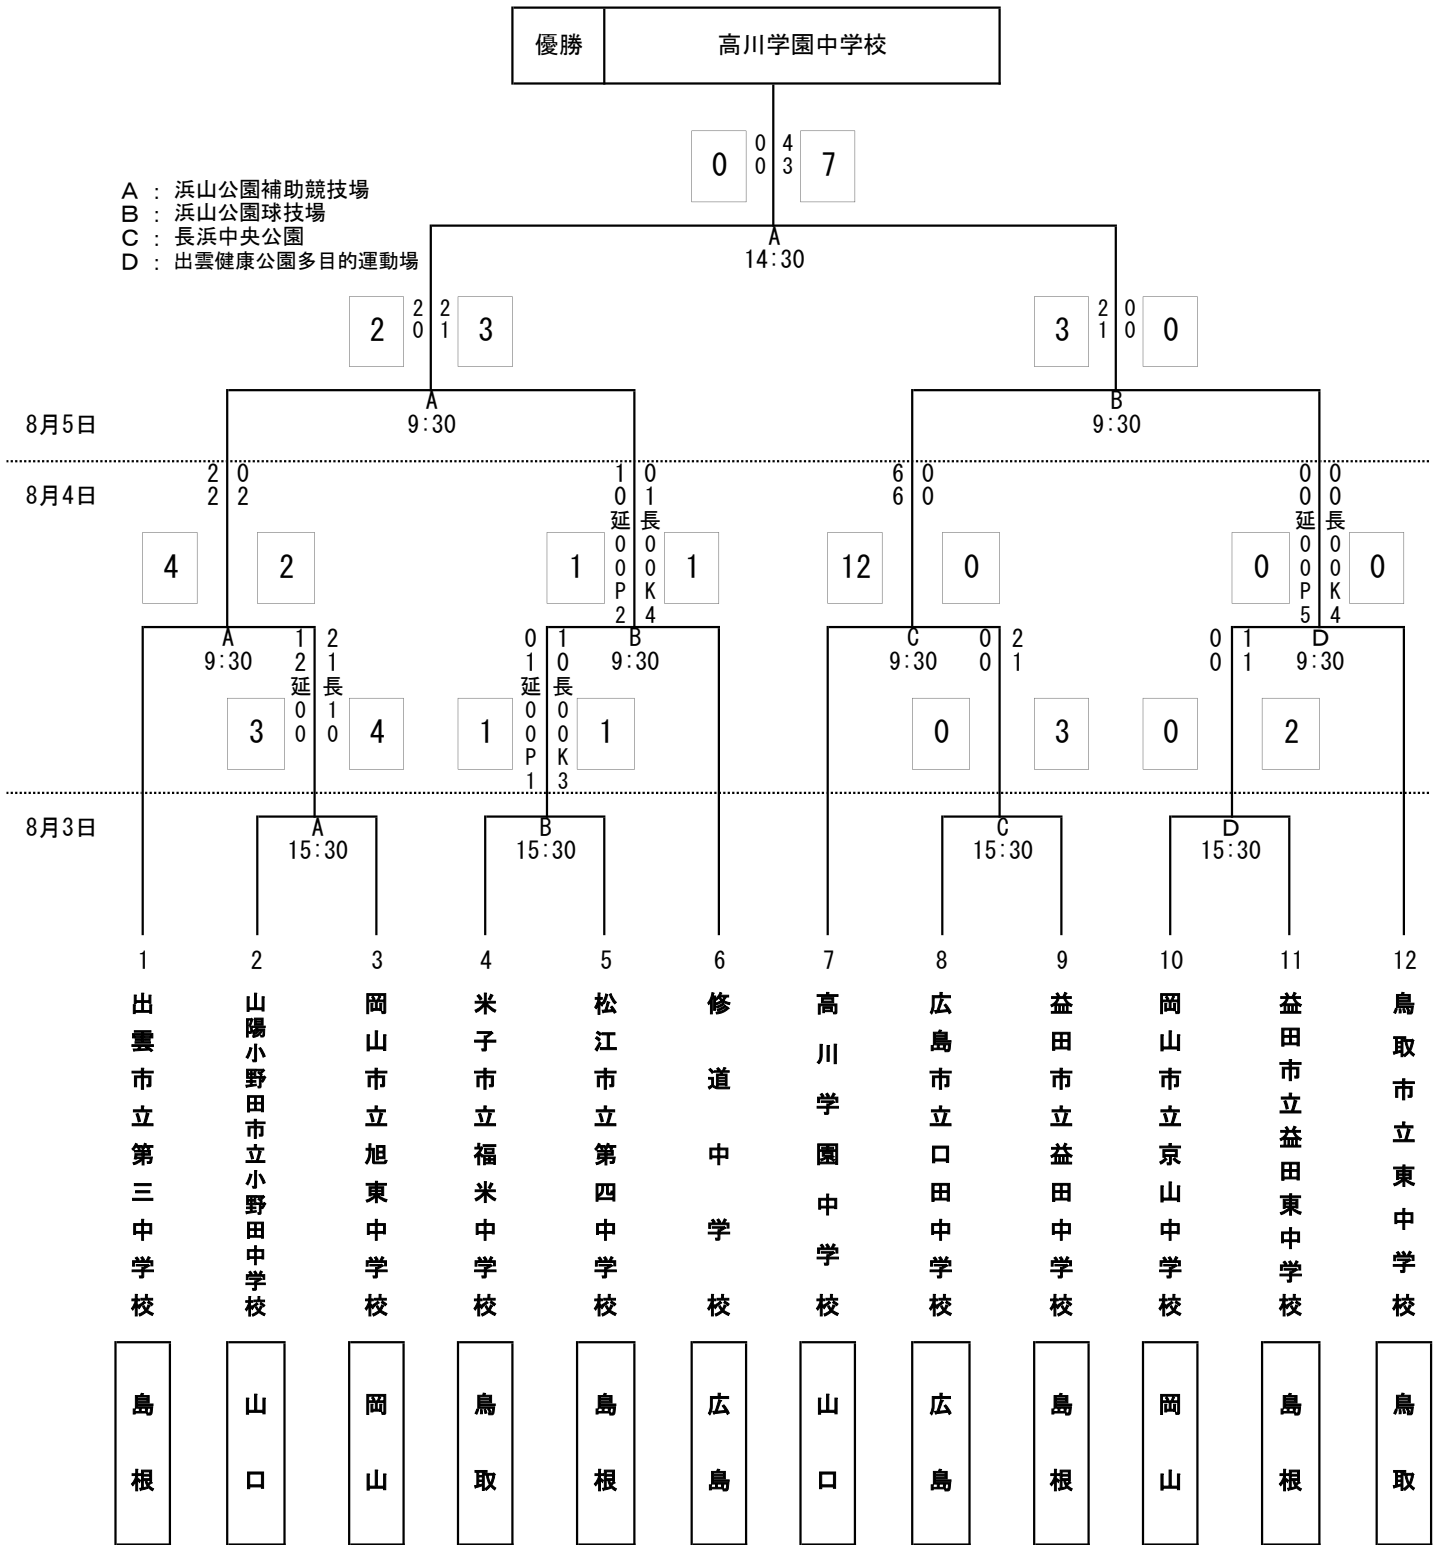 優勝 高川学園中学校
0 0 4 7
0 3
A ： 浜山公園補助競技場
B ： 浜山公園球技場
C ： 長浜中央公園
D ： 出雲健康公園多目的運動場
A
14:30
2 2 2 3
0 1
3 2 0 0
1 0
A
9:30
B
9:30
8月5日
8月4日
2 0
2 2
4 2
1 0
0 1
延長
0 0
0 0
PK
2 4
1 1
6 0
6 0
12 0
0 0
0 0
延長
0 0
0 0
PK
5 4
0 0
A
9:30
B
9:30
C
9:30
D
9:30
1 2
2 1
延長
0 1
0 0
3 4
0 1
1 0
延長
0 0
0 0
PK
1 3
1 1
0 2
0 1
0 3
0 1
0 1
0 2
8月3日
A
15:30
B
15:30
C
15:30
D
15:30
1 2 3 4 5 6 7 8 9 10 11 12
出雲市立第三中学校
山陽小野田市立小野田中学校
岡山市立旭東中学校
米子市立福米中学校
松江市立第四中学校
修道中学校
高川学園中学校
広島市立口田中学校
益田市立益田中学校
岡山市立京山中学校
益田市立益田東中学校
鳥取市立東中学校
島根
山口
岡山
鳥取
島根
広島
山口
広島
島根
岡山
島根
鳥取